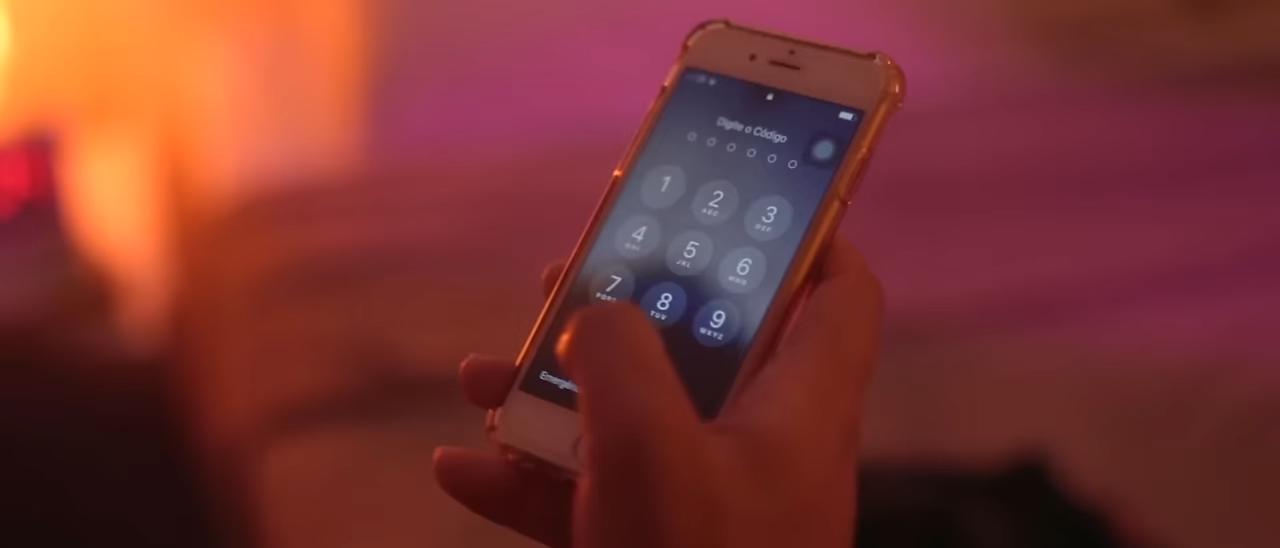 Digite o Código
1 2 3
ABC DEF
4 5 6
GHI JKL MNO
7 8 9
TUV WXYZ